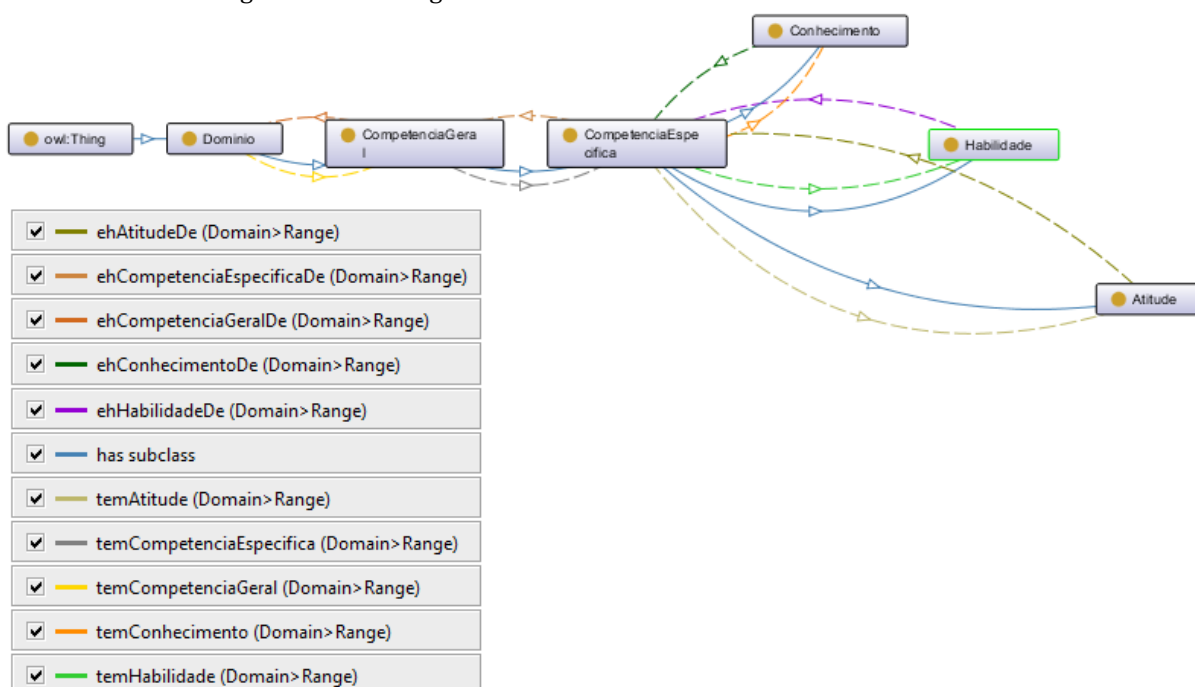 Conhecimento
owl:Thing
Dominio
CompetenciaGera
l
CompetenciaEspe
cifica
Habilidade
Atitude
ehAtitudeDe (Domain>Range)
ehCompetenciaEspecificaDe (Domain>Range)
ehCompetenciaGeralDe (Domain>Range)
ehConhecimentoDe (Domain>Range)
ehHabilidadeDe (Domain>Range)
has subclass
temAtitude (Domain>Range)
temCompetenciaEspecifica (Domain>Range)
temCompetenciaGeral (Domain>Range)
temConhecimento (Domain>Range)
temHabilidade (Domain>Range)